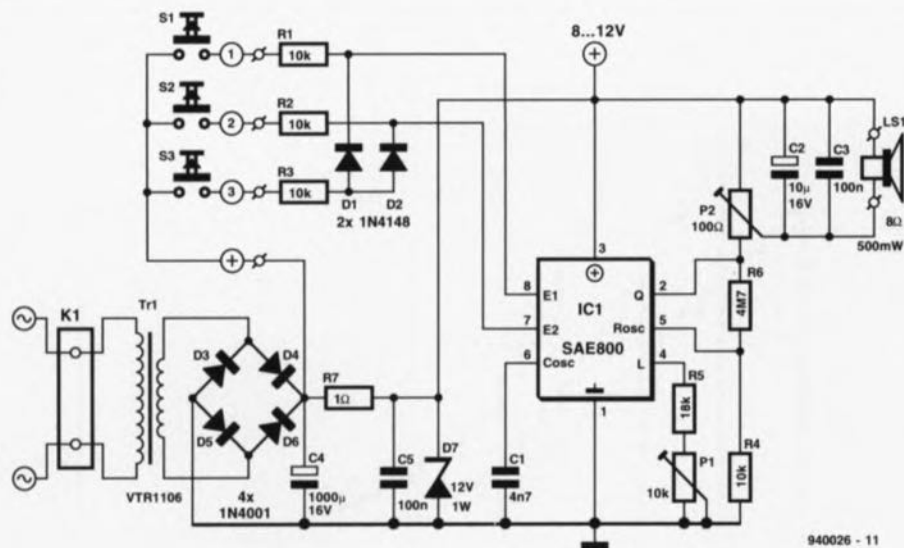 S1
1
R1
10k
S2
2
R2
10k
S3
3
R3
10k
D1
D2
2x 1N4148
+
8...12V
+
LS1
C2
10μ
16V
C3
100n
P2
100Ω
8Ω
500mW
3
+
8
E1
IC1
Q
2
R6
4M7
7
E2
Rosc
5
SAE800
6
Cosc
L
4
1
R5
18k
P1
10k
R4
10k
K1
Tr1
VTR1106
D3
D4
D5
D6
4x
1N4001
R7
1Ω
C4
1000μ
16V
C5
100n
D7
12V
1W
C1
4n7
940026 - 11